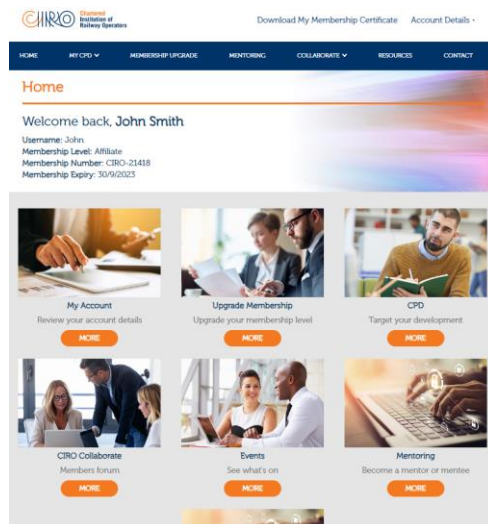 CIRO
Chartered
Institution of
Railway Operators
Download My Membership Certificate Account Details
HOME MY CPD MEMBERSHIP UPGRADE MENTORING COLLABORATE RESOURCES CONTACT
Home
Welcome back, John Smith
Username: John
Membership Level: Affiliate
Membership Number: CIRO-21418
Membership Expiry: 30/9/2023
My Account Upgrade Membership CPD
Review your account details Upgrade your membership level Target your development
MORE MORE MORE
CIRO Collaborate Events Mentoring
Members forum See what's on Become a mentor or mentee
MORE MORE MORE